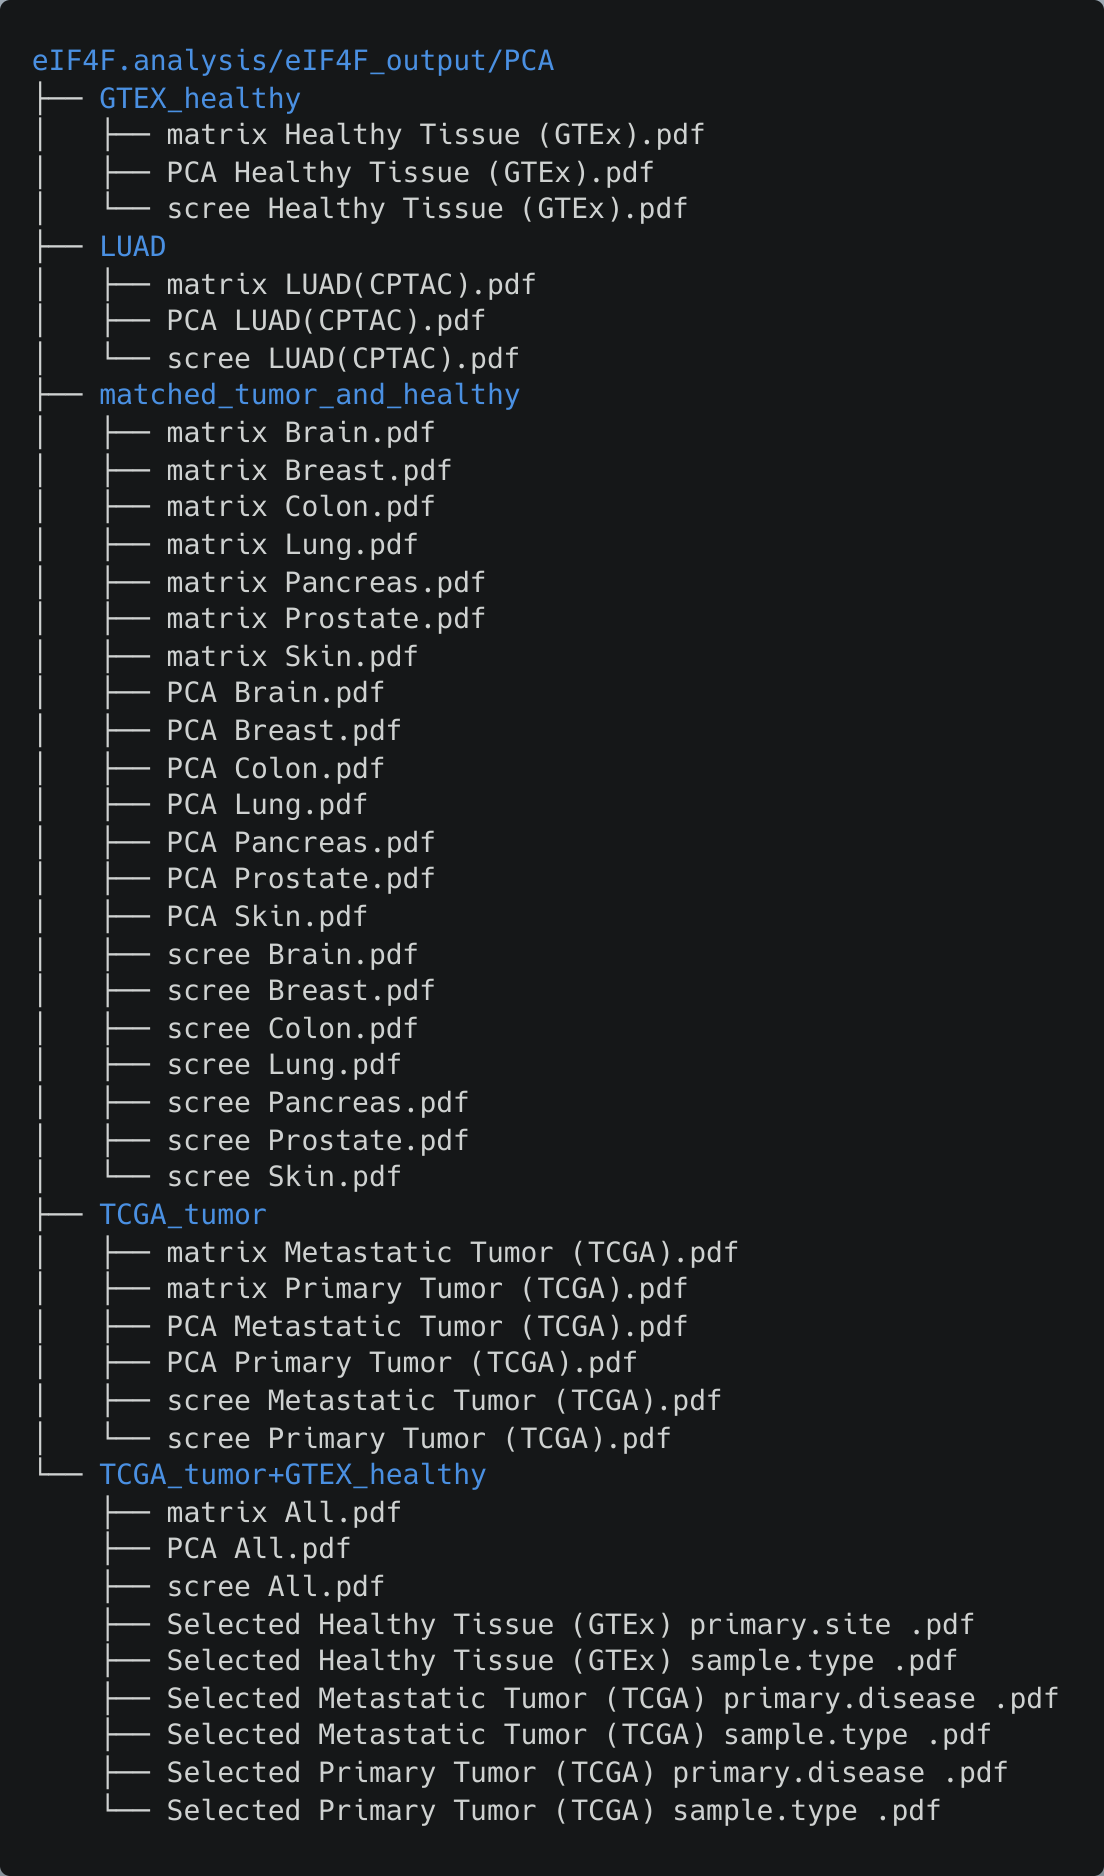 eIF4F.analysis/eIF4F_output/PCA
├── GTEX_healthy
│   ├── matrix Healthy Tissue (GTEx).pdf
│   ├── PCA Healthy Tissue (GTEx).pdf
│   └── scree Healthy Tissue (GTEx).pdf
├── LUAD
│   ├── matrix LUAD(CPTAC).pdf
│   ├── PCA LUAD(CPTAC).pdf
│   └── scree LUAD(CPTAC).pdf
├── matched_tumor_and_healthy
│   ├── matrix Brain.pdf
│   ├── matrix Breast.pdf
│   ├── matrix Colon.pdf
│   ├── matrix Lung.pdf
│   ├── matrix Pancreas.pdf
│   ├── matrix Prostate.pdf
│   ├── matrix Skin.pdf
│   ├── PCA Brain.pdf
│   ├── PCA Breast.pdf
│   ├── PCA Colon.pdf
│   ├── PCA Lung.pdf
│   ├── PCA Pancreas.pdf
│   ├── PCA Prostate.pdf
│   ├── PCA Skin.pdf
│   ├── scree Brain.pdf
│   ├── scree Breast.pdf
│   ├── scree Colon.pdf
│   ├── scree Lung.pdf
│   ├── scree Pancreas.pdf
│   ├── scree Prostate.pdf
│   └── scree Skin.pdf
├── TCGA_tumor
│   ├── matrix Metastatic Tumor (TCGA).pdf
│   ├── matrix Primary Tumor (TCGA).pdf
│   ├── PCA Metastatic Tumor (TCGA).pdf
│   ├── PCA Primary Tumor (TCGA).pdf
│   ├── scree Metastatic Tumor (TCGA).pdf
│   └── scree Primary Tumor (TCGA).pdf
└── TCGA_tumor+GTEX_healthy
    ├── matrix All.pdf
    ├── PCA All.pdf
    ├── scree All.pdf
    ├── Selected Healthy Tissue (GTEx) primary.site .pdf
    ├── Selected Healthy Tissue (GTEx) sample.type .pdf
    ├── Selected Metastatic Tumor (TCGA) primary.disease .pdf
    ├── Selected Metastatic Tumor (TCGA) sample.type .pdf
    ├── Selected Primary Tumor (TCGA) primary.disease .pdf
    └── Selected Primary Tumor (TCGA) sample.type .pdf